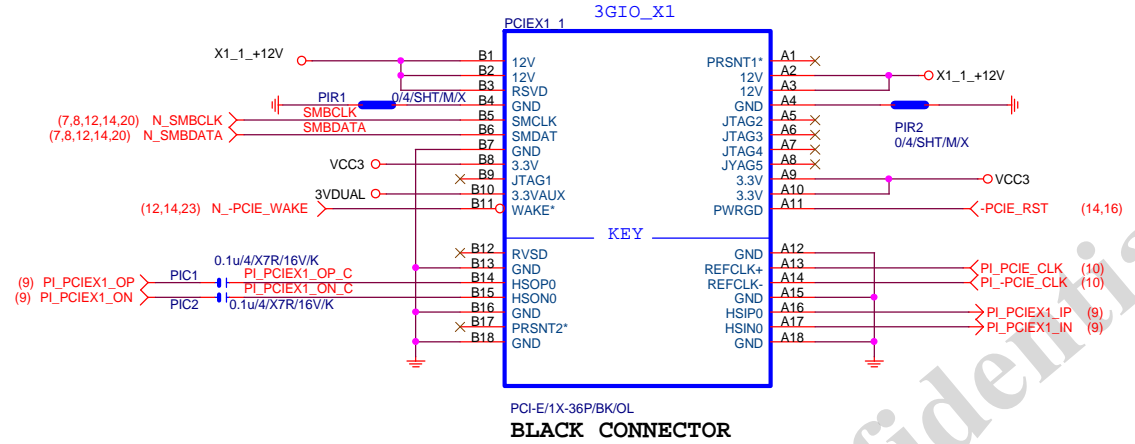 3GIO_X1
PCIEX1_1
X1_1_+12V
B1 12V
B2 12V
B3 RSVD
PIR1 0/4/SHT/M/X B4 GND
(7,8,12,14,20) N_SMBCLK SMBCLK B5 SMCLK
(7,8,12,14,20) N_SMBDATA SMBDATA B6 SMDAT
B7 GND
VCC3 B8 3.3V
B9 JTAG1
3VDUAL B10 3.3VAUX
(12,14,23) N_-PCIE_WAKE B11 WAKE*
PRSNT1* A1
12V A2 X1_1_+12V
12V A3
GND A4
PIR2
0/4/SHT/M/X
JTAG2 A5
JTAG3 A6
JTAG4 A7
JYAG5 A8
3.3V A9 VCC3
3.3V A10
PWRGD A11 -PCIE_RST (14,16)
KEY
B12 RVSD
B13 GND
0.1u/4/X7R/16V/K
(9) PI_PCIEX1_OP PIC1 PI_PCIEX1_OP_C B14 HSOP0
(9) PI_PCIEX1_ON PIC2 PI_PCIEX1_ON_C B15 HSON0
0.1u/4/X7R/16V/K
B16 GND
B17 PRSNT2*
B18 GND
GND A12
REFCLK+ A13 PI_PCIE_CLK (10)
REFCLK- A14 PI_-PCIE_CLK (10)
GND A15
HSIP0 A16 PI_PCIEX1_IP (9)
HSIN0 A17 PI_PCIEX1_IN (9)
GND A18
PCI-E/1X-36P/BK/OL
BLACK CONNECTOR